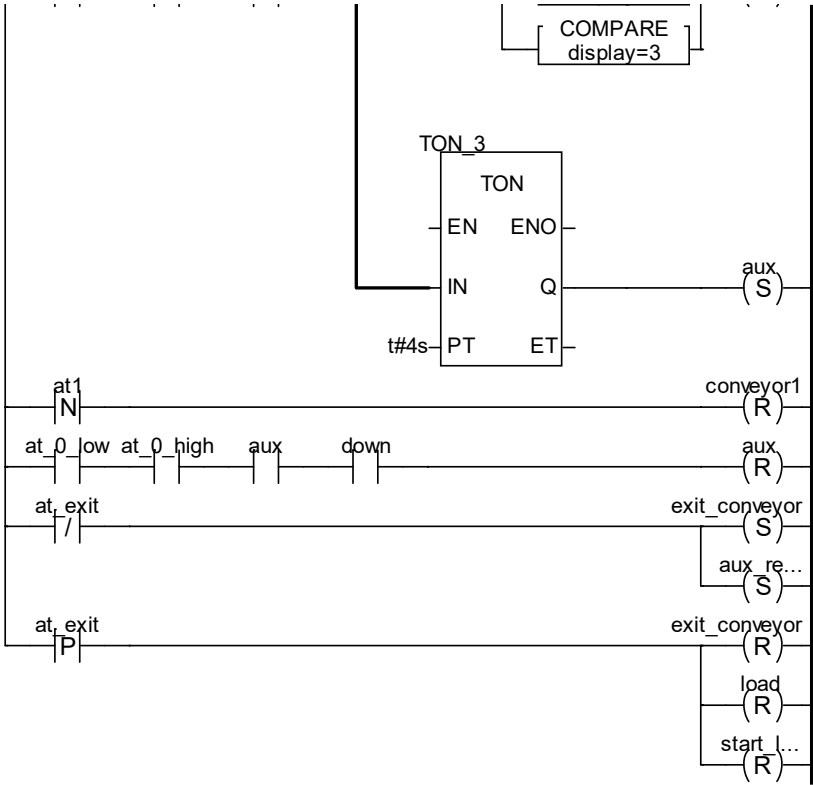 COMPARE
display=3
TON_3
TON
EN ENO
aux
IN Q S
t#4s PT ET
at1 conveyor1
N R
at_0_low at_0_high aux down aux
R
at_exit exit_conveyor
/ S
aux_re...
S
at_exit exit_conveyor
P R
load
R
start_l...
R